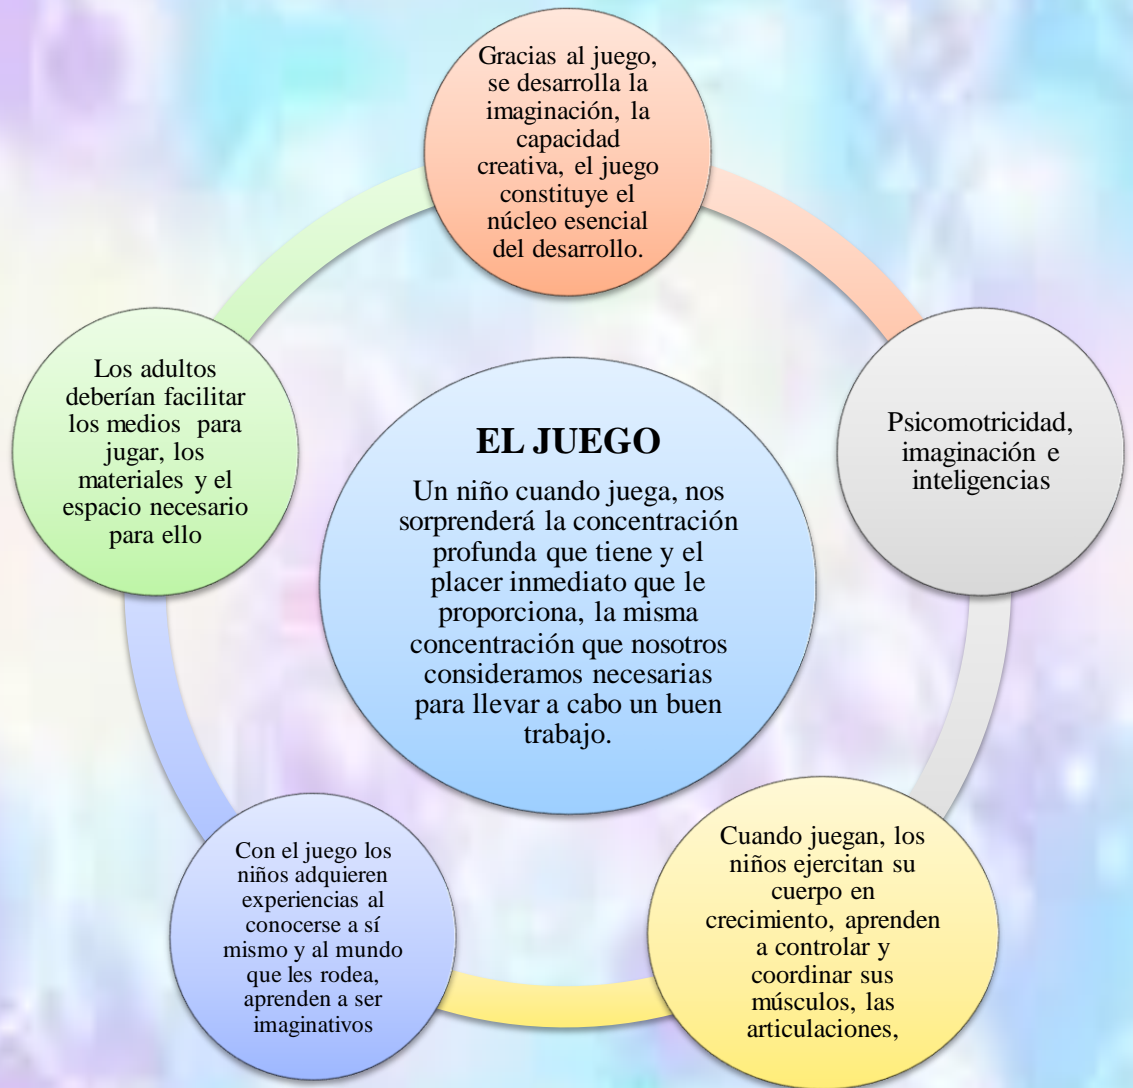 Gracias al juego,
se desarrolla la
imaginación, la
capacidad
creativa, el juego
constituye el
núcleo esencial
del desarrollo.
Psicomotricidad,
imaginación e
inteligencias
Cuando juegan, los
niños ejercitan su
cuerpo en
crecimiento, aprenden
a controlar y
coordinar sus
músculos, las
articulaciones,
Con el juego los
niños adquieren
experiencias al
conocerse a sí
mismo y al mundo
que les rodea,
aprenden a ser
imaginativos
Los adultos
deberían facilitar
los medios para
jugar, los
materiales y el
espacio necesario
para ello
EL JUEGO
Un niño cuando juega, nos
sorprenderá la concentración
profunda que tiene y el
placer inmediato que le
proporciona, la misma
concentración que nosotros
consideramos necesarias
para llevar a cabo un buen
trabajo.